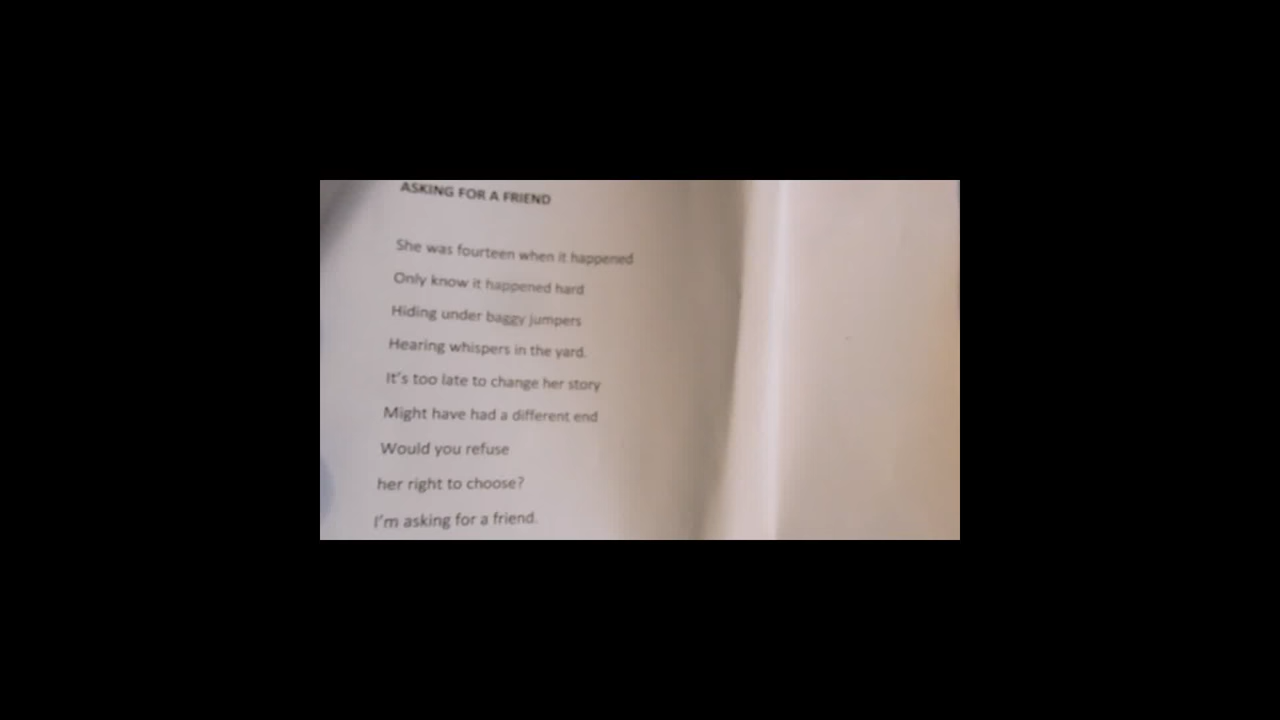 ASKING FOR A FRIEND
She was fourteen when it happened
Only know it happened hard
Hiding under baggy jumpers
Hearing whispers in the yard.
It's too late to change her story
Might have had a different end
Would you refuse
her right to choose?
I'm asking for a friend.